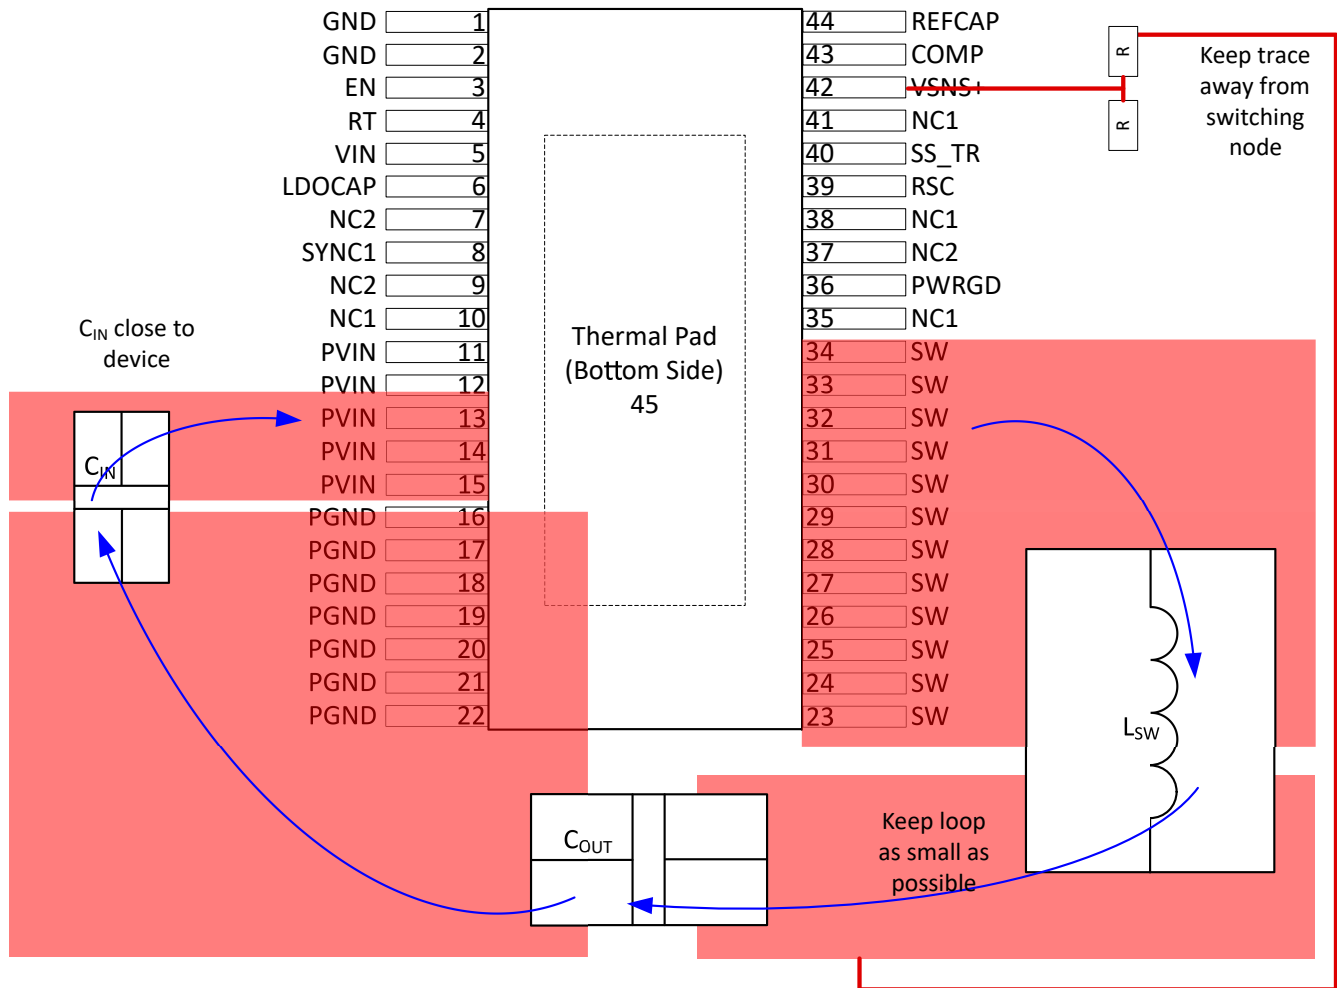 GND 1 44 REFCAP
GND 2 43 COMP
EN 3 42 VSNS+
RT 4 41 NC1
VIN 5 40 SS_TR
LDOCAP 6 39 RSC
NC2 7 38 NC1
SYNC1 8 37 NC2
NC2 9 36 PWRGD
NC1 10 35 NC1
PVIN 11 34 SW
PVIN 12 33 SW
PVIN 13 32 SW
PVIN 14 31 SW
PVIN 15 30 SW
PGND 16 29 SW
PGND 17 28 SW
PGND 18 27 SW
PGND 19 26 SW
PGND 20 25 SW
PGND 21 24 SW
PGND 22 23 SW
Thermal Pad
(Bottom Side)
45
R
R
Keep trace
away from
switching
node
CIN close to
device
CIN
LSW
COUT
Keep loop
as small as
possible